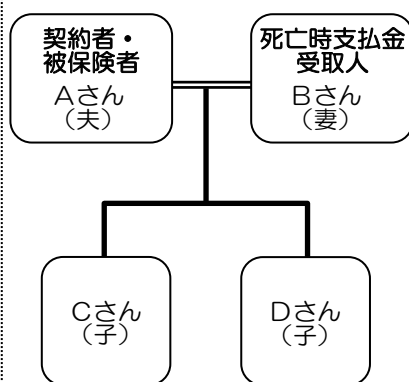 契約者・
被保険者
Aさん
（夫）
死亡時支払金
受取人
Bさん
（妻）
Cさん
（子）
Dさん
（子）